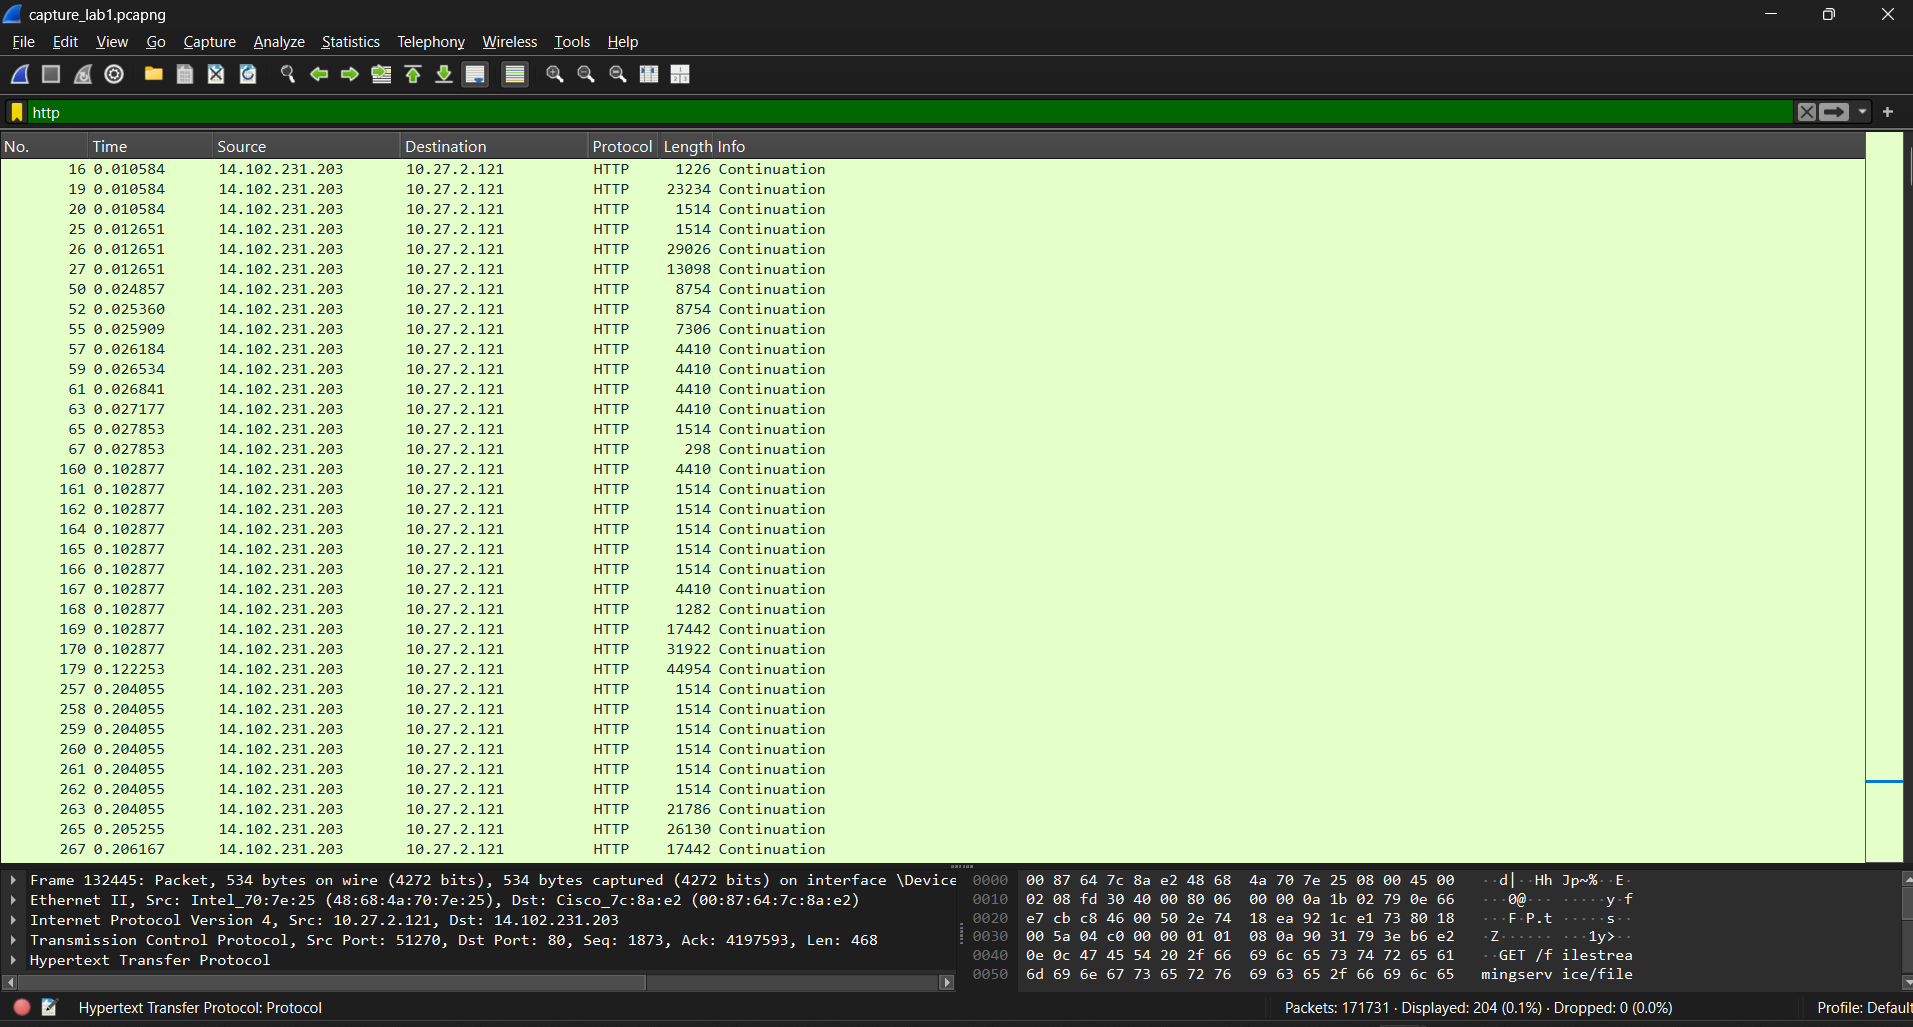 capture_lab1.pcapng
File Edit View Go Capture Analyze Statistics Telephony Wireless Tools Help
http
No. Time Source Destination Protocol Length Info
16 0.010584 14.102.231.203 10.27.2.121 HTTP 1226 Continuation
19 0.010584 14.102.231.203 10.27.2.121 HTTP 23234 Continuation
20 0.010584 14.102.231.203 10.27.2.121 HTTP 1514 Continuation
25 0.012651 14.102.231.203 10.27.2.121 HTTP 1514 Continuation
26 0.012651 14.102.231.203 10.27.2.121 HTTP 29026 Continuation
27 0.012651 14.102.231.203 10.27.2.121 HTTP 13098 Continuation
50 0.024857 14.102.231.203 10.27.2.121 HTTP 8754 Continuation
52 0.025360 14.102.231.203 10.27.2.121 HTTP 8754 Continuation
55 0.025909 14.102.231.203 10.27.2.121 HTTP 7306 Continuation
57 0.026184 14.102.231.203 10.27.2.121 HTTP 4410 Continuation
59 0.026534 14.102.231.203 10.27.2.121 HTTP 4410 Continuation
61 0.026841 14.102.231.203 10.27.2.121 HTTP 4410 Continuation
63 0.027177 14.102.231.203 10.27.2.121 HTTP 4410 Continuation
65 0.027853 14.102.231.203 10.27.2.121 HTTP 1514 Continuation
67 0.027853 14.102.231.203 10.27.2.121 HTTP 298 Continuation
160 0.102877 14.102.231.203 10.27.2.121 HTTP 4410 Continuation
161 0.102877 14.102.231.203 10.27.2.121 HTTP 1514 Continuation
162 0.102877 14.102.231.203 10.27.2.121 HTTP 1514 Continuation
164 0.102877 14.102.231.203 10.27.2.121 HTTP 1514 Continuation
165 0.102877 14.102.231.203 10.27.2.121 HTTP 1514 Continuation
166 0.102877 14.102.231.203 10.27.2.121 HTTP 1514 Continuation
167 0.102877 14.102.231.203 10.27.2.121 HTTP 4410 Continuation
168 0.102877 14.102.231.203 10.27.2.121 HTTP 1282 Continuation
169 0.102877 14.102.231.203 10.27.2.121 HTTP 17442 Continuation
170 0.102877 14.102.231.203 10.27.2.121 HTTP 31922 Continuation
179 0.122253 14.102.231.203 10.27.2.121 HTTP 44954 Continuation
257 0.204055 14.102.231.203 10.27.2.121 HTTP 1514 Continuation
258 0.204055 14.102.231.203 10.27.2.121 HTTP 1514 Continuation
259 0.204055 14.102.231.203 10.27.2.121 HTTP 1514 Continuation
260 0.204055 14.102.231.203 10.27.2.121 HTTP 1514 Continuation
261 0.204055 14.102.231.203 10.27.2.121 HTTP 1514 Continuation
262 0.204055 14.102.231.203 10.27.2.121 HTTP 1514 Continuation
263 0.204055 14.102.231.203 10.27.2.121 HTTP 21786 Continuation
265 0.205255 14.102.231.203 10.27.2.121 HTTP 26130 Continuation
267 0.206167 14.102.231.203 10.27.2.121 HTTP 17442 Continuation
Frame 132445: Packet, 534 bytes on wire (4272 bits), 534 bytes captured (4272 bits) on interface \Device
Ethernet II, Src: Intel_70:7e:25 (48:68:4a:70:7e:25), Dst: Cisco_7c:8a:e2 (00:87:64:7c:8a:e2)
Internet Protocol Version 4, Src: 10.27.2.121, Dst: 14.102.231.203
Transmission Control Protocol, Src Port: 51270, Dst Port: 80, Seq: 1873, Ack: 4197593, Len: 468
Hypertext Transfer Protocol
0000 00 87 64 7c 8a e2 48 68 4a 70 7e 25 08 00 45 00 ··d|··Hh Jp~%··E·
0010 02 08 fd 30 40 00 80 06 00 00 0a 1b 02 79 0e 66 ···0@··· ·····y·f
0020 e7 cb c8 46 00 50 2e 74 18 ea 92 1c e1 73 80 18 ···F·P.t ·····s··
0030 00 5a 04 c0 00 00 01 01 08 0a 90 31 79 3e b6 e2 ·Z······ ···1y>··
0040 0e 0c 47 45 54 20 2f 66 69 6c 65 73 74 72 65 61 ··GET /f ilestrea
0050 6d 69 6e 67 73 65 72 76 69 63 65 2f 66 69 6c 65 mingserv ice/file
Hypertext Transfer Protocol: Protocol
Packets: 171731 · Displayed: 204 (0.1%) · Dropped: 0 (0.0%)
Profile: Default